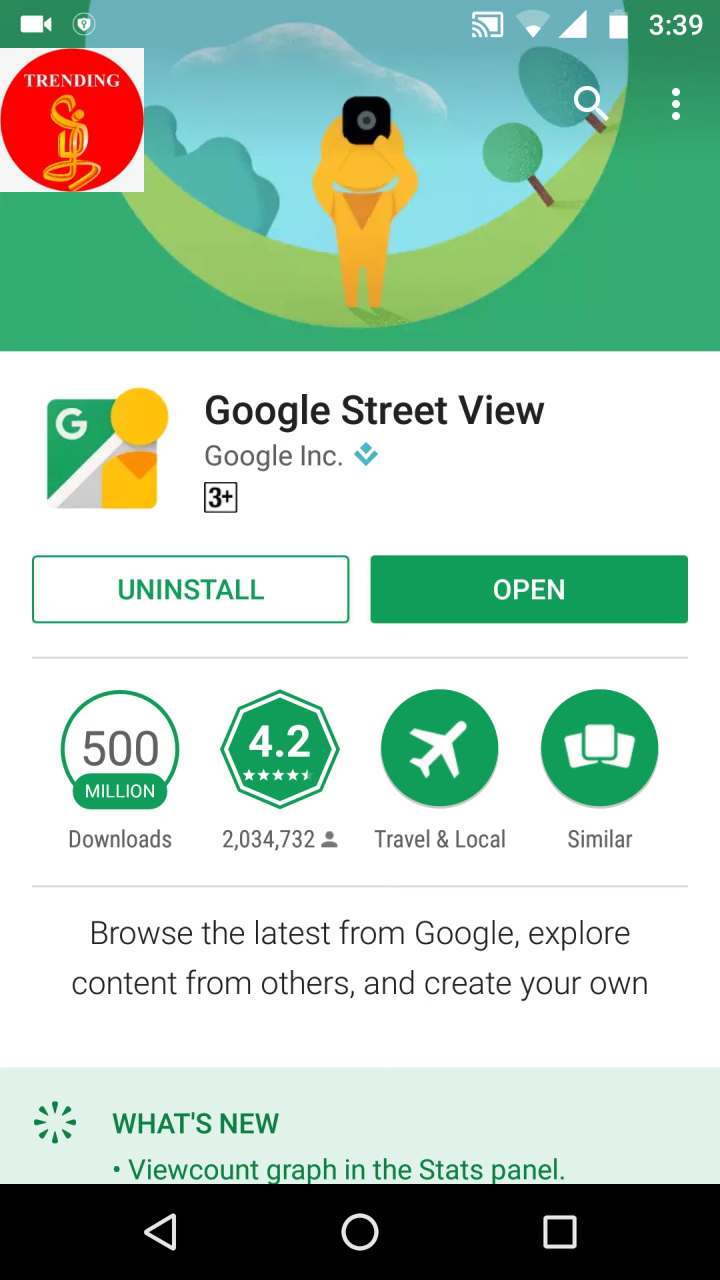 3:39
TRENDING
G
Google Street View
Google Inc.
3+
UNINSTALL
OPEN
500
MILLION
4.2
Downloads
2,034,732
Travel & Local
Similar
Browse the latest from Google, explore
content from others, and create your own
WHAT'S NEW
• Viewcount graph in the Stats panel.